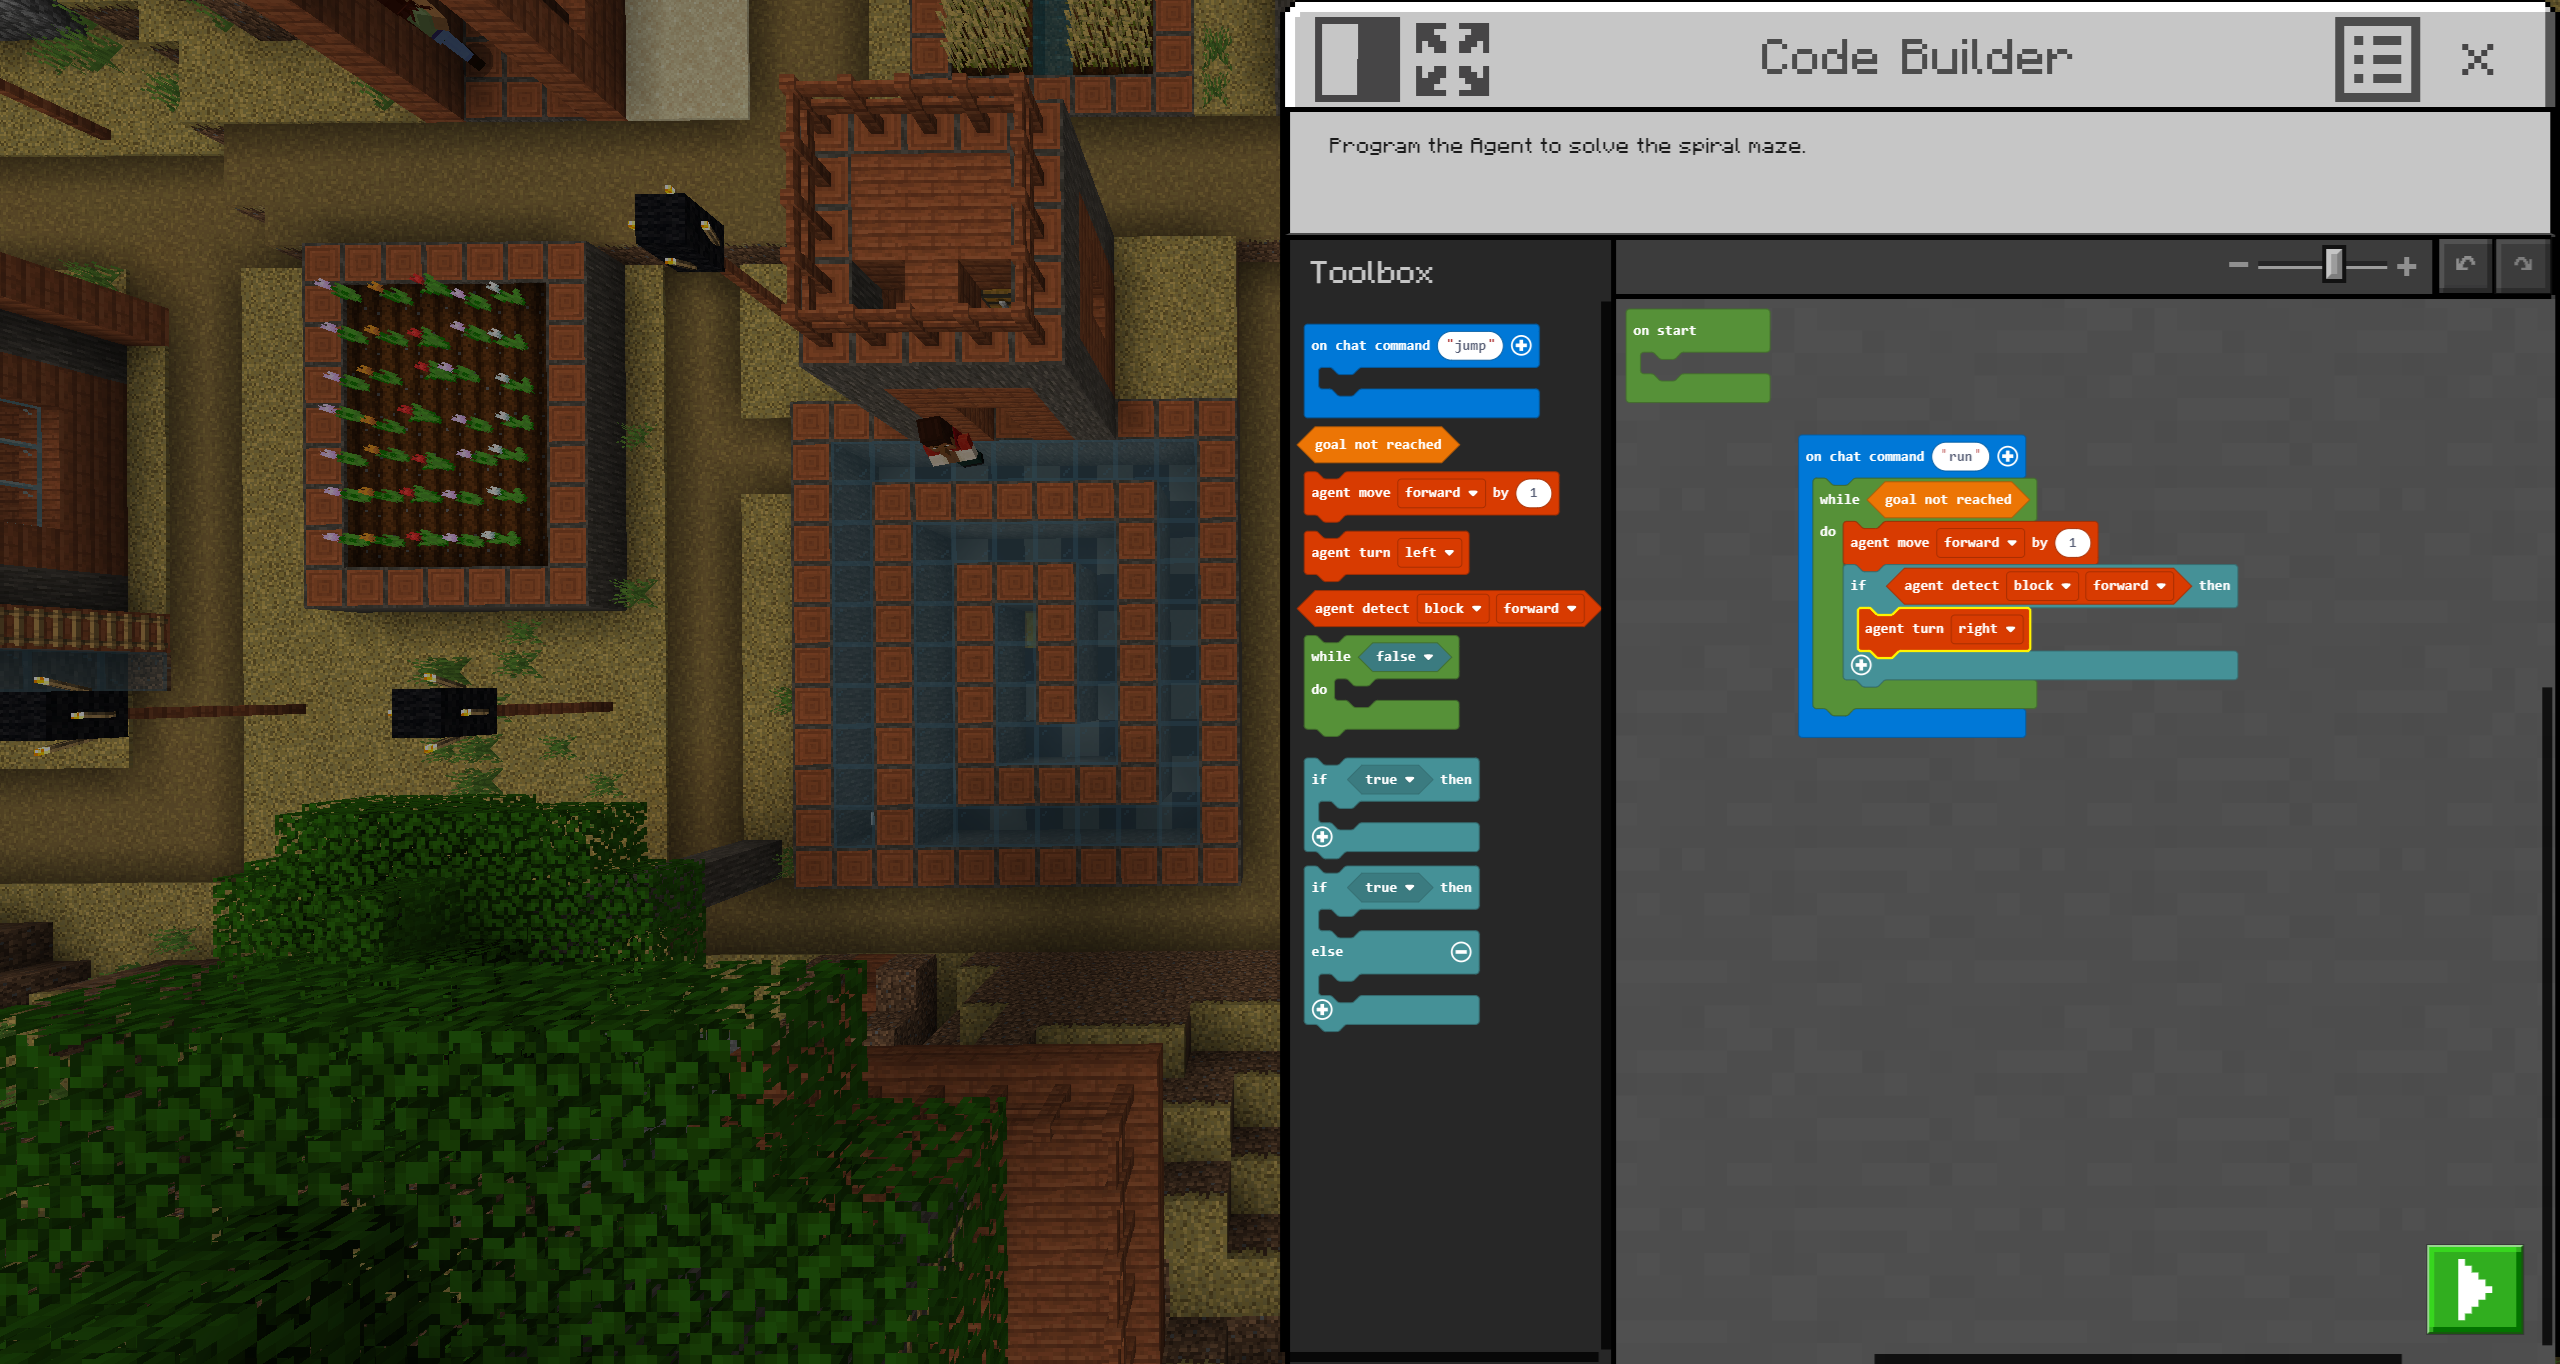 Code Builder
Program the Agent to solve the spiral maze.
Toolbox
on chat command "jump"
goal not reached
agent move forward by 1
agent turn left
agent detect block forward
while false
do
if true then
if true then
else
on start
on chat command "run"
while goal not reached
do agent move forward by 1
if agent detect block forward then
agent turn right